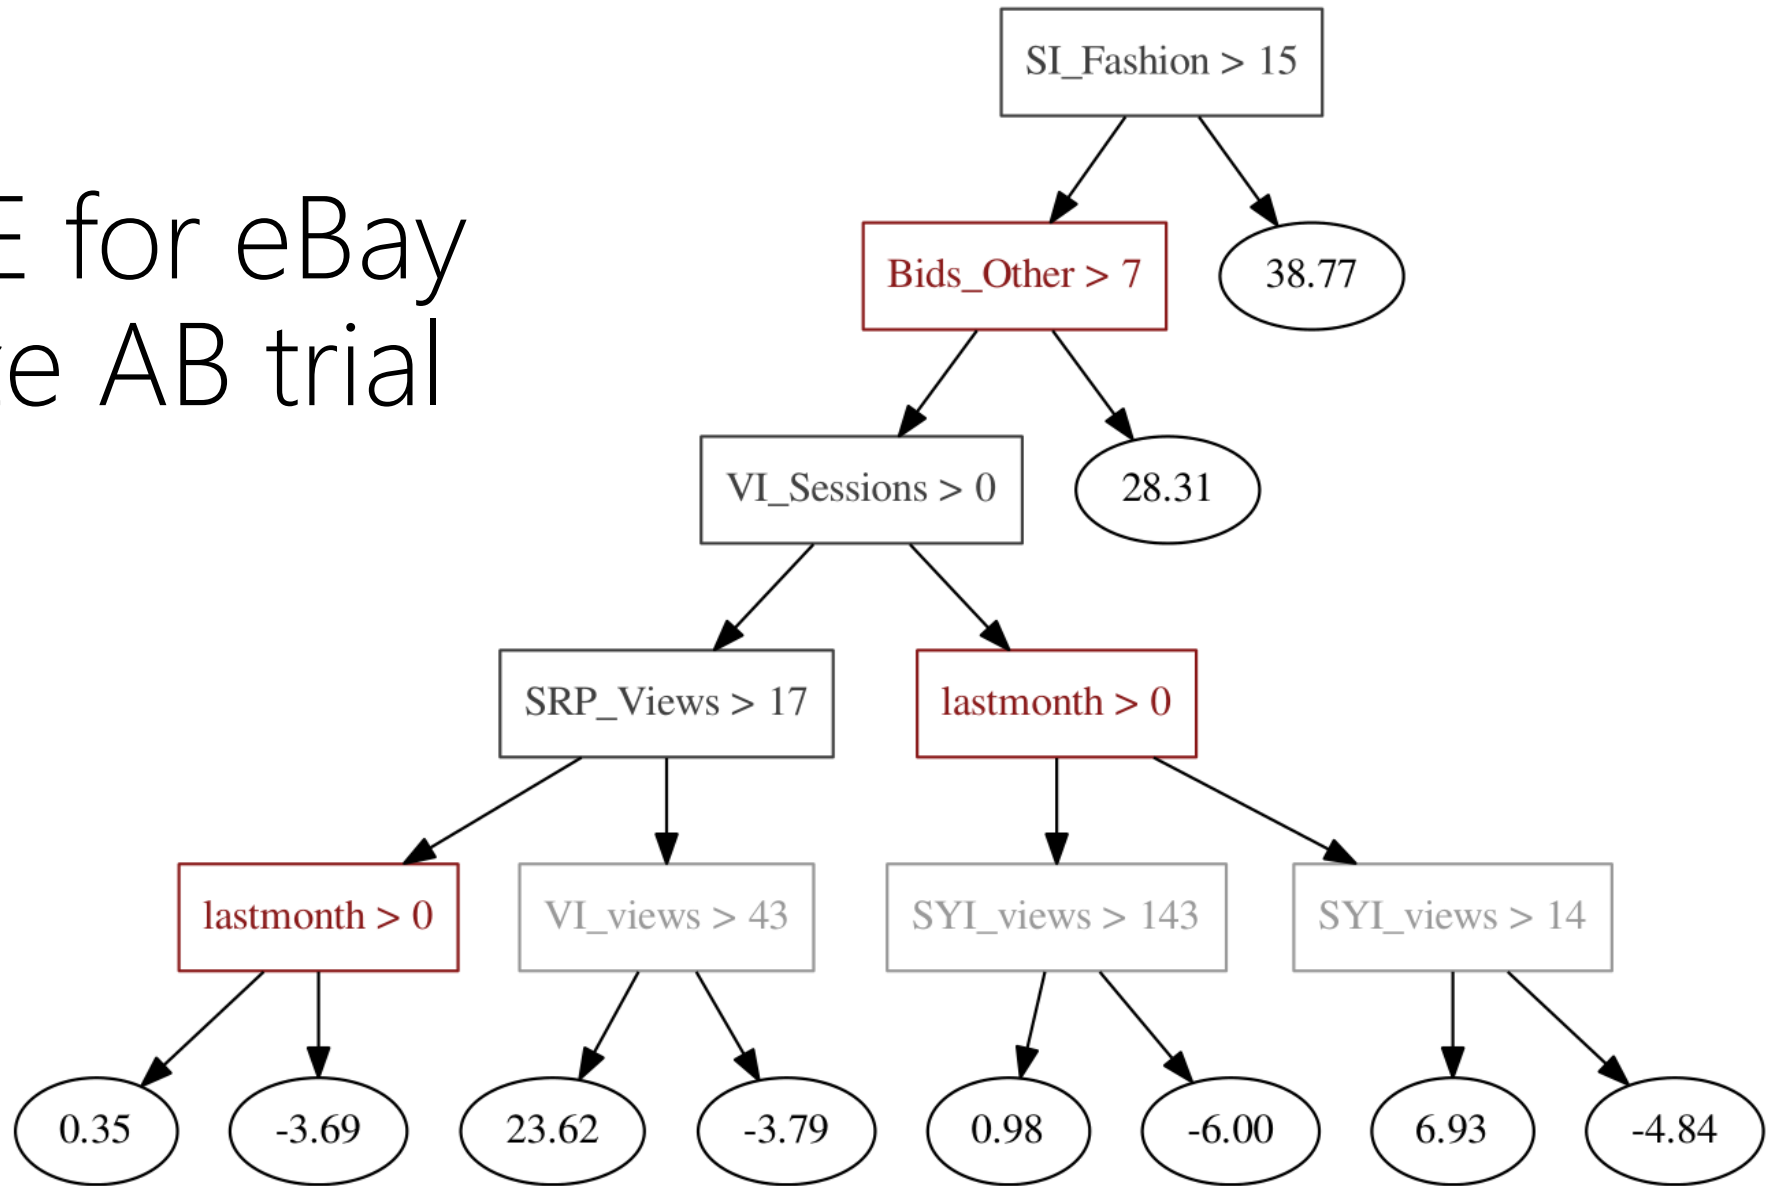 SI_Fashion > 15
E for eBay
Bids_Other > 7
38.77
e AB trial
VI_Sessions > 0
28.31
SRP_Views > 17
lastmonth > 0
lastmonth > 0
VI_views > 43
SYI_views > 143
SYI_views > 14
0.35
-3.69
23.62
-3.79
0.98
-6.00
6.93
-4.84